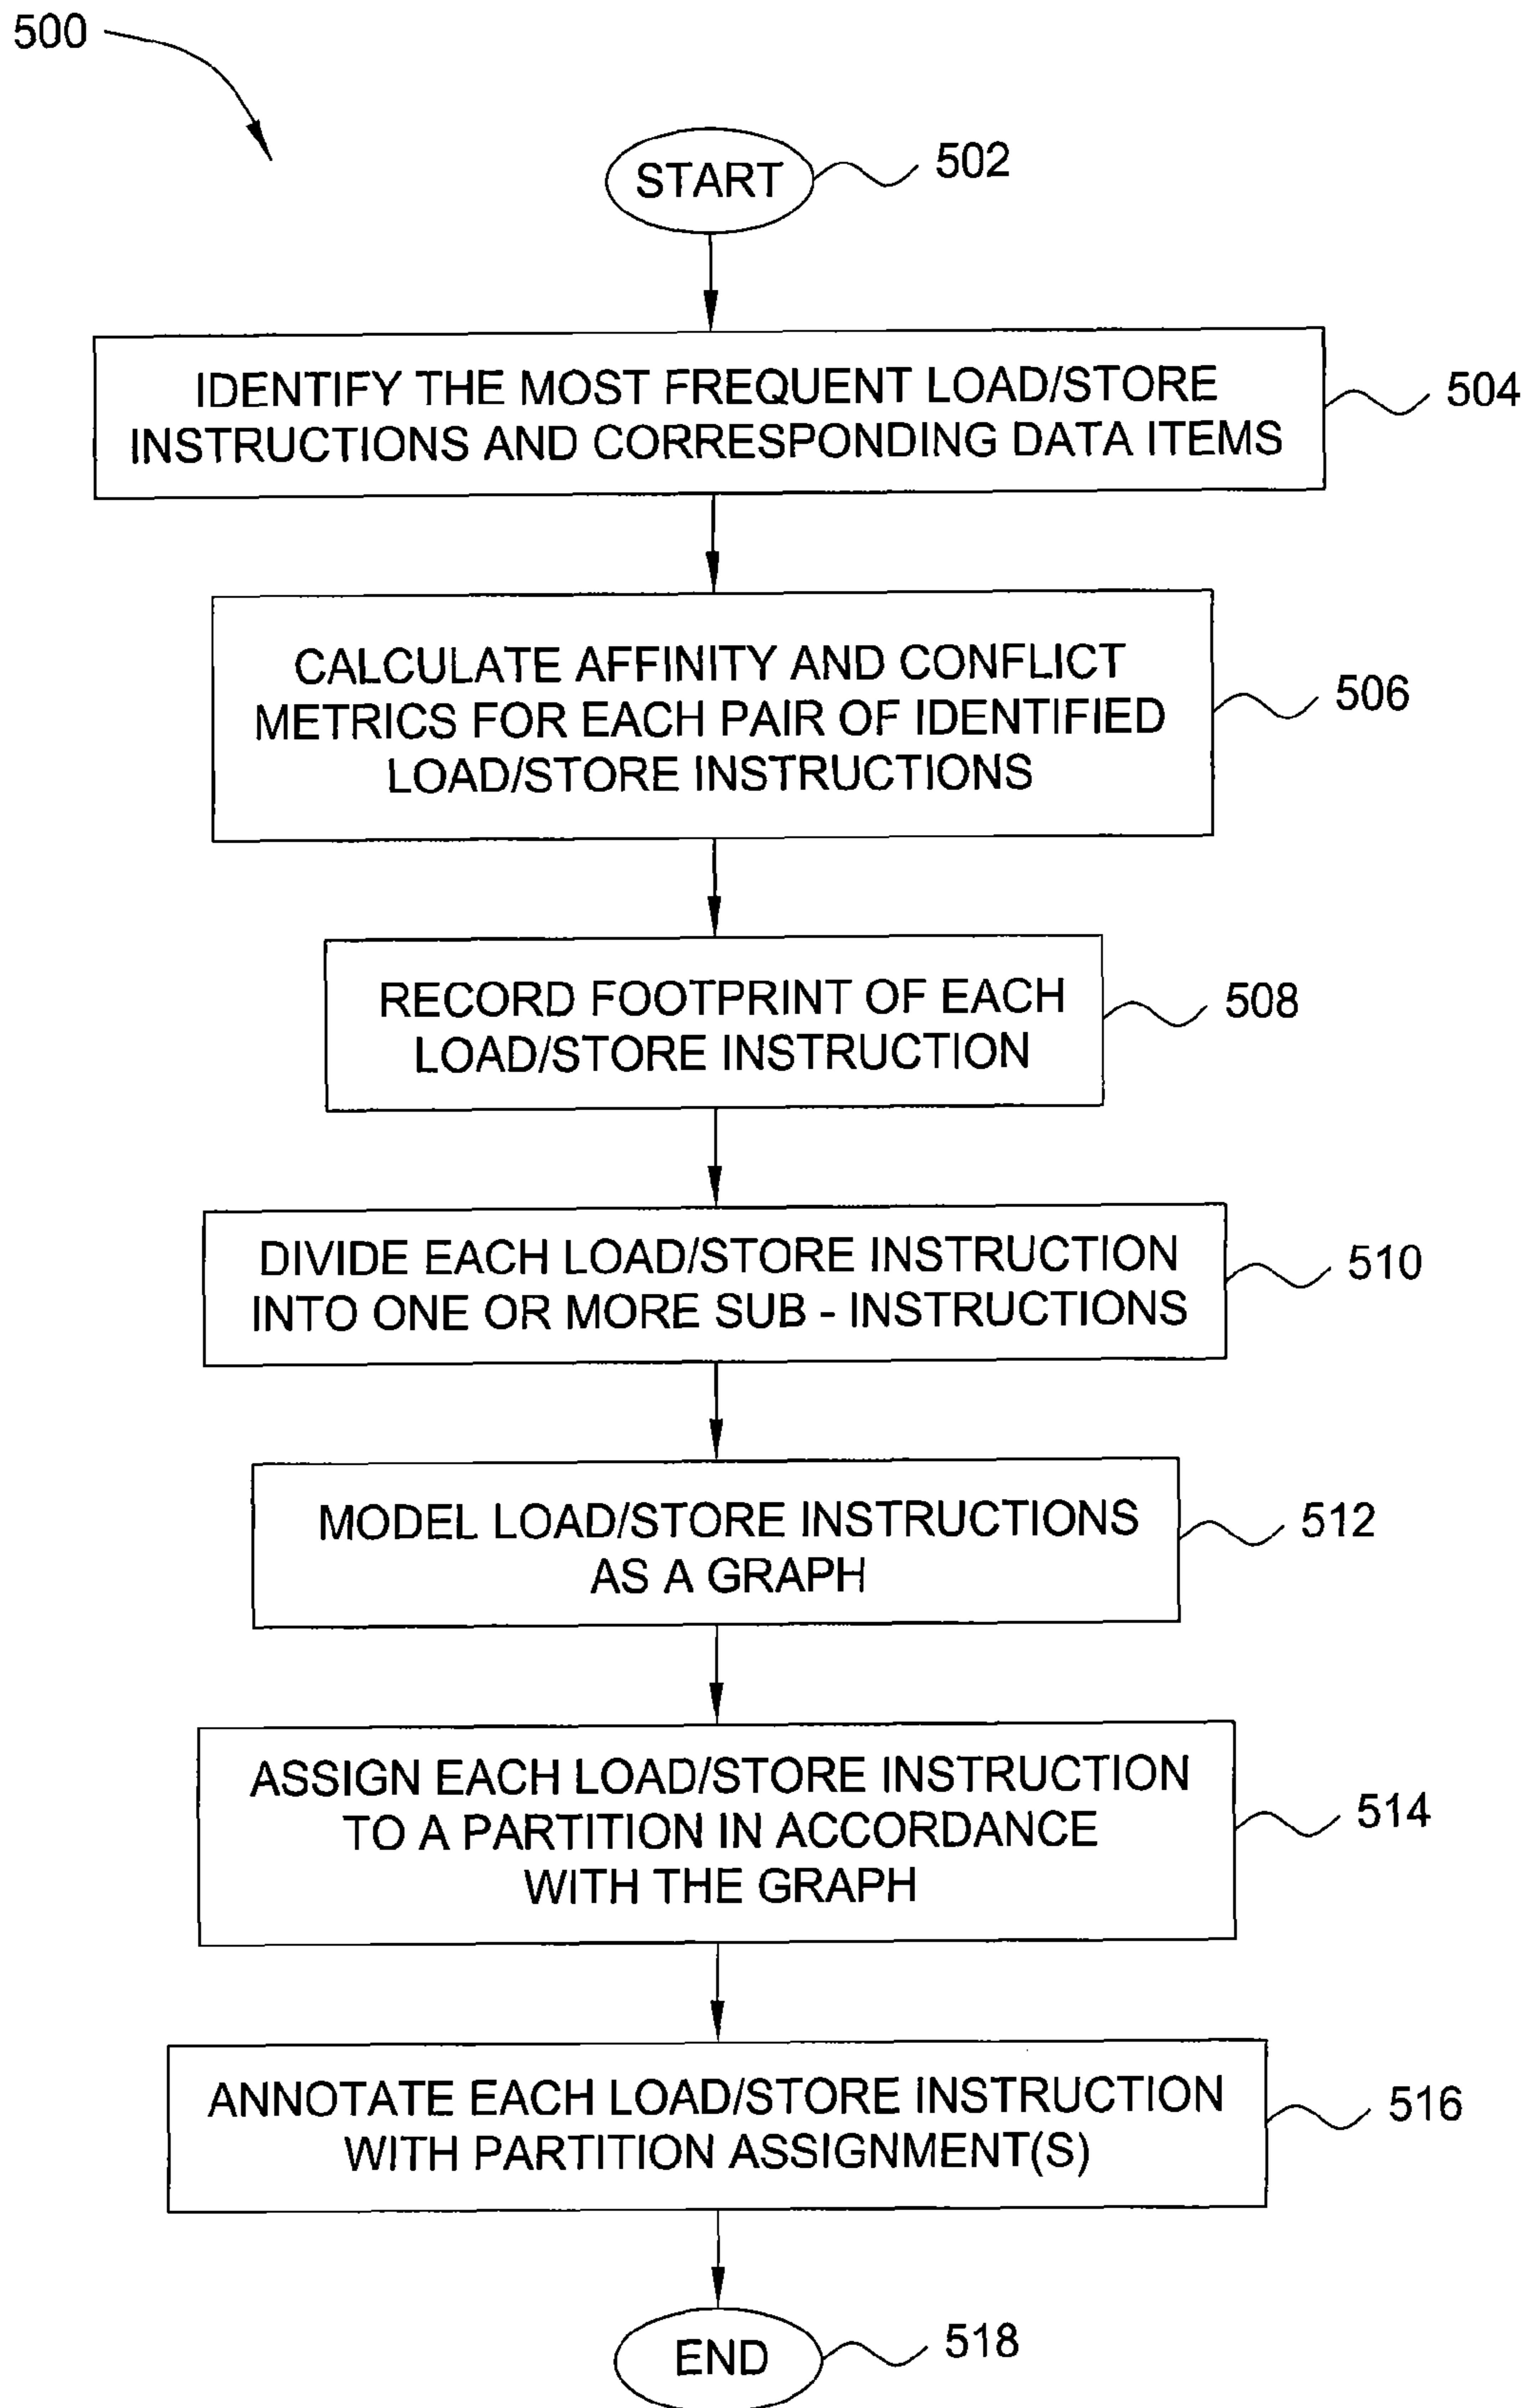 500
START
502
IDENTIFY THE MOST FREQUENT LOAD/STORE
INSTRUCTIONS AND CORRESPONDING DATA ITEMS
504
CALCULATE AFFINITY AND CONFLICT
METRICS FOR EACH PAIR OF IDENTIFIED
LOAD/STORE INSTRUCTIONS
506
RECORD FOOTPRINT OF EACH
LOAD/STORE INSTRUCTION
508
DIVIDE EACH LOAD/STORE INSTRUCTION
INTO ONE OR MORE SUB - INSTRUCTIONS
510
MODEL LOAD/STORE INSTRUCTIONS
AS A GRAPH
512
ASSIGN EACH LOAD/STORE INSTRUCTION
TO A PARTITION IN ACCORDANCE
WITH THE GRAPH
514
ANNOTATE EACH LOAD/STORE INSTRUCTION
WITH PARTITION ASSIGNMENT(S)
516
END
518